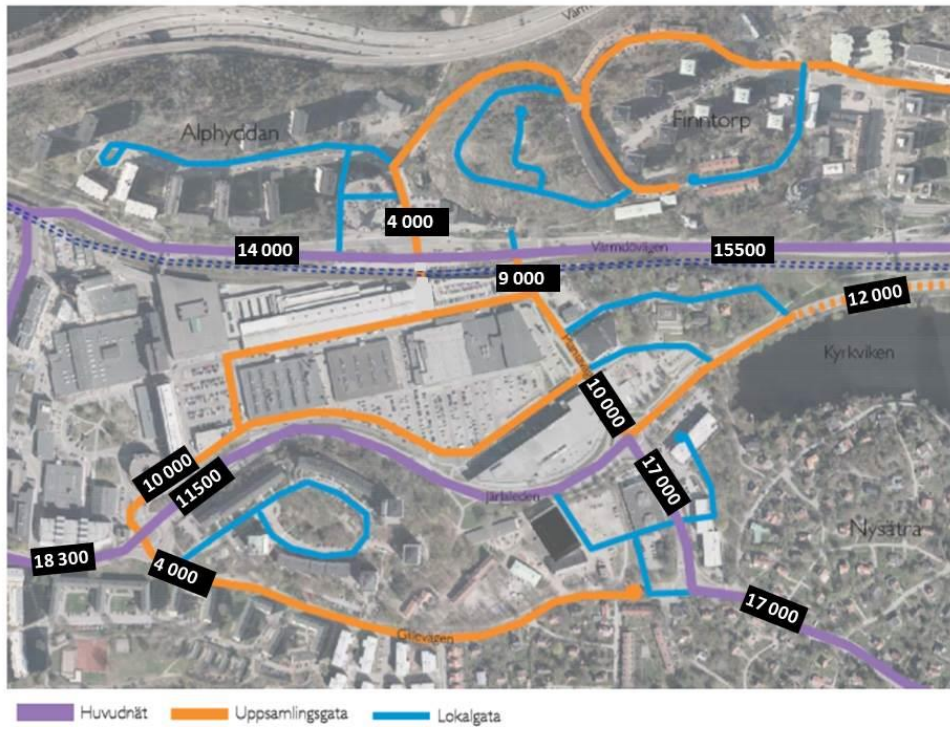 Värm
Alphyddan
Finntorp
4 000
14 000
Värmdövägen
15500
9 000
12 000
Kyrkviken
10 000
10 000
11500
17 000
Järlaleden
Nysätra
18 300
4 000
17 000
Gillevägen
Huvudnät
Uppsamlingsgata
Lokalgata